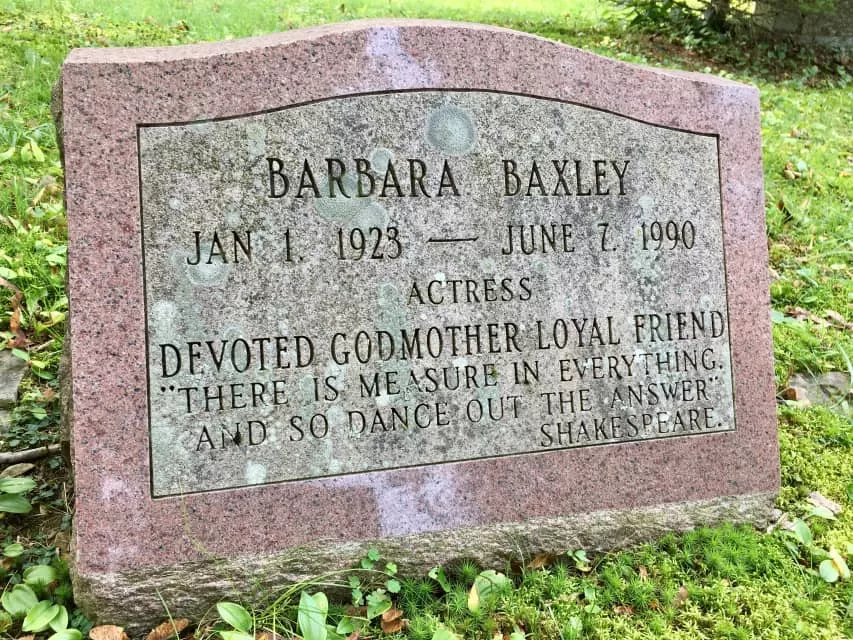 BARBARA BAXLEY
JAN 1. 1923 — JUNE 7. 1990
ACTRESS
DEVOTED GODMOTHER LOYAL FRIEND
"THERE IS MEASURE IN EVERYTHING.
AND SO DANCE OUT THE ANSWER"
SHAKESPEARE.